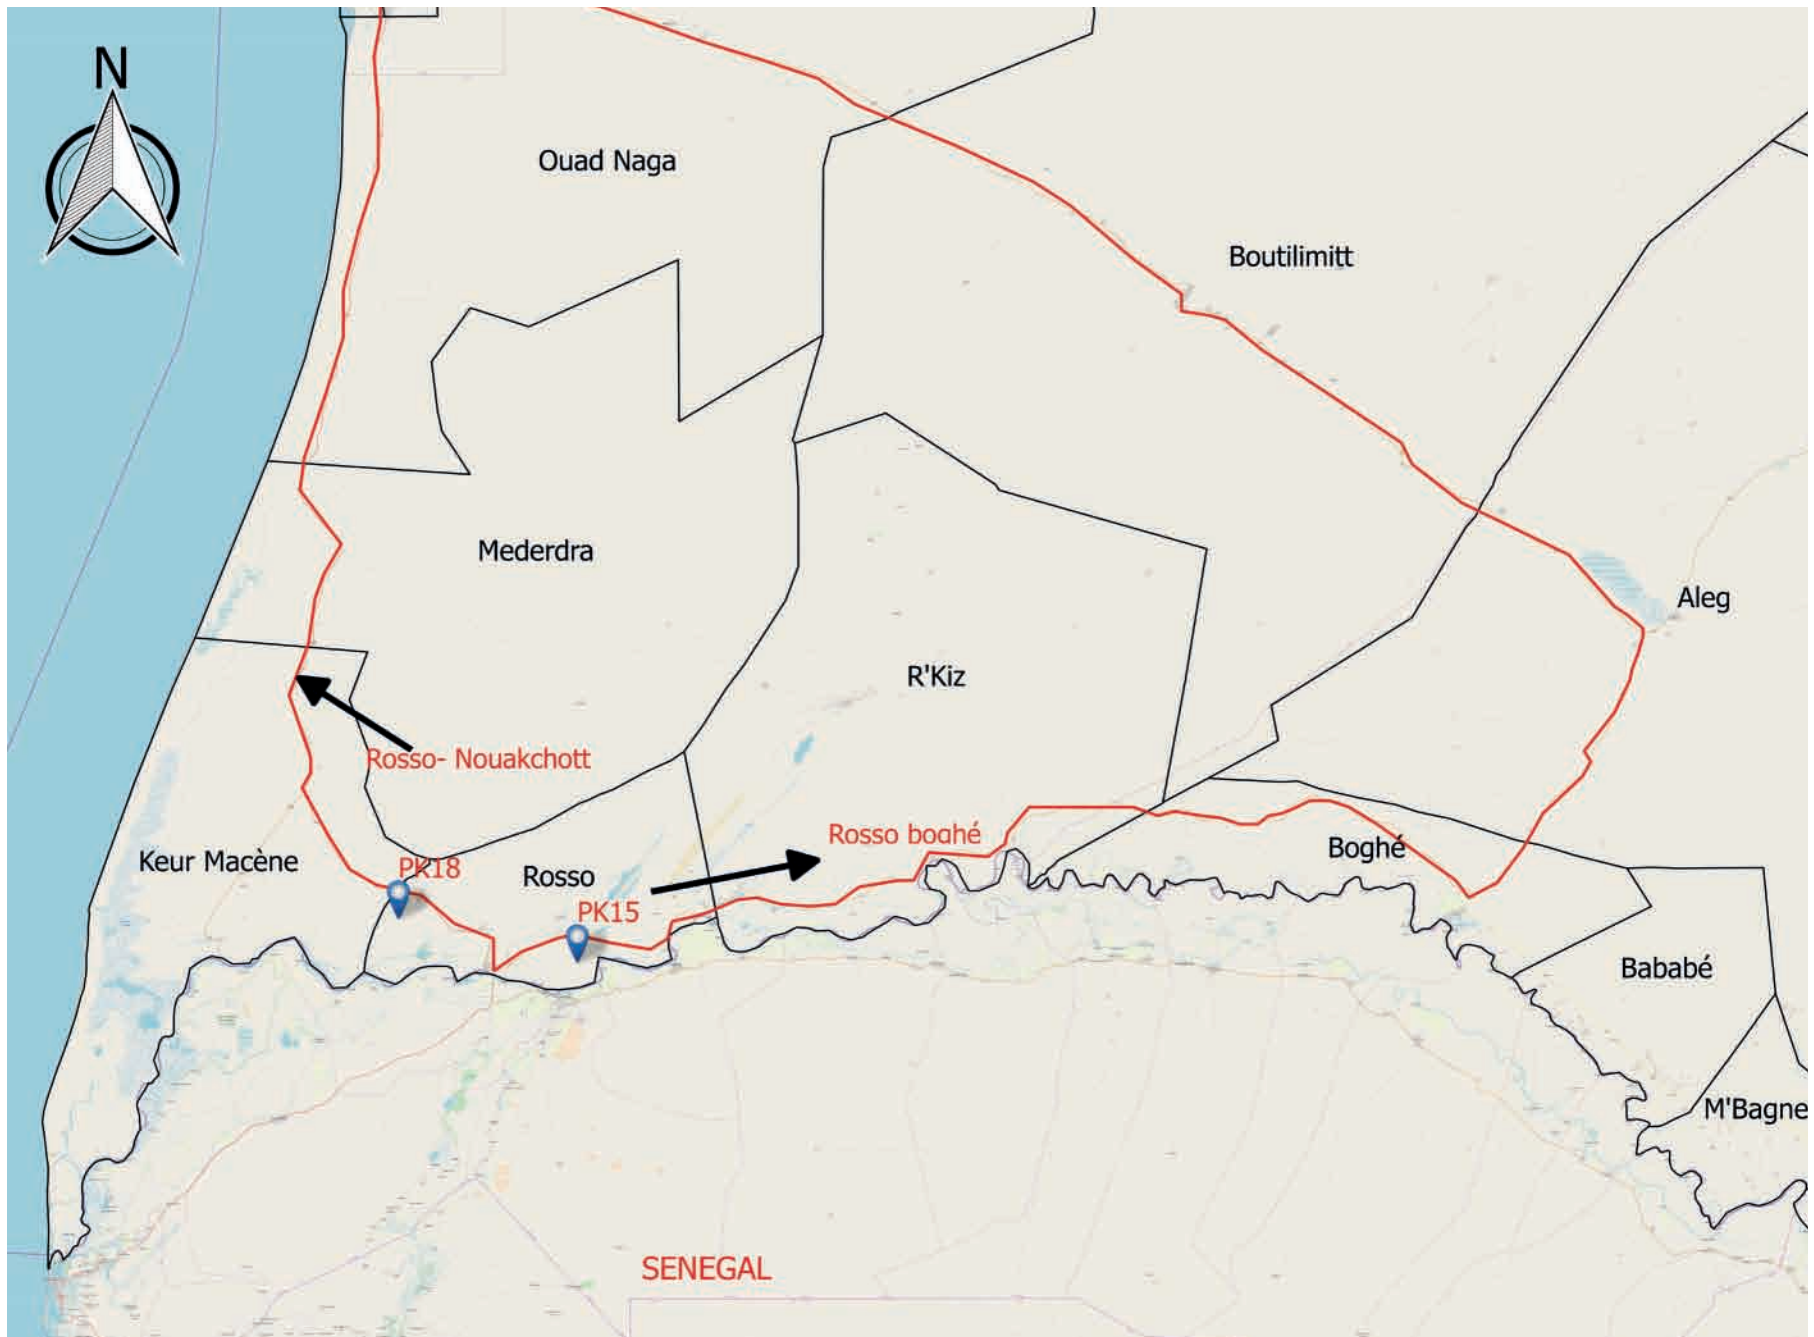 N
Ouad Naga
Boutilimitt
Mederdra
Aleg
R'Kiz
Rosso- Nouakchott
Rosso boghé
Boghé
Keur Macène
PK18
Rosso
PK15
Bababé
M'Bagne
SENEGAL